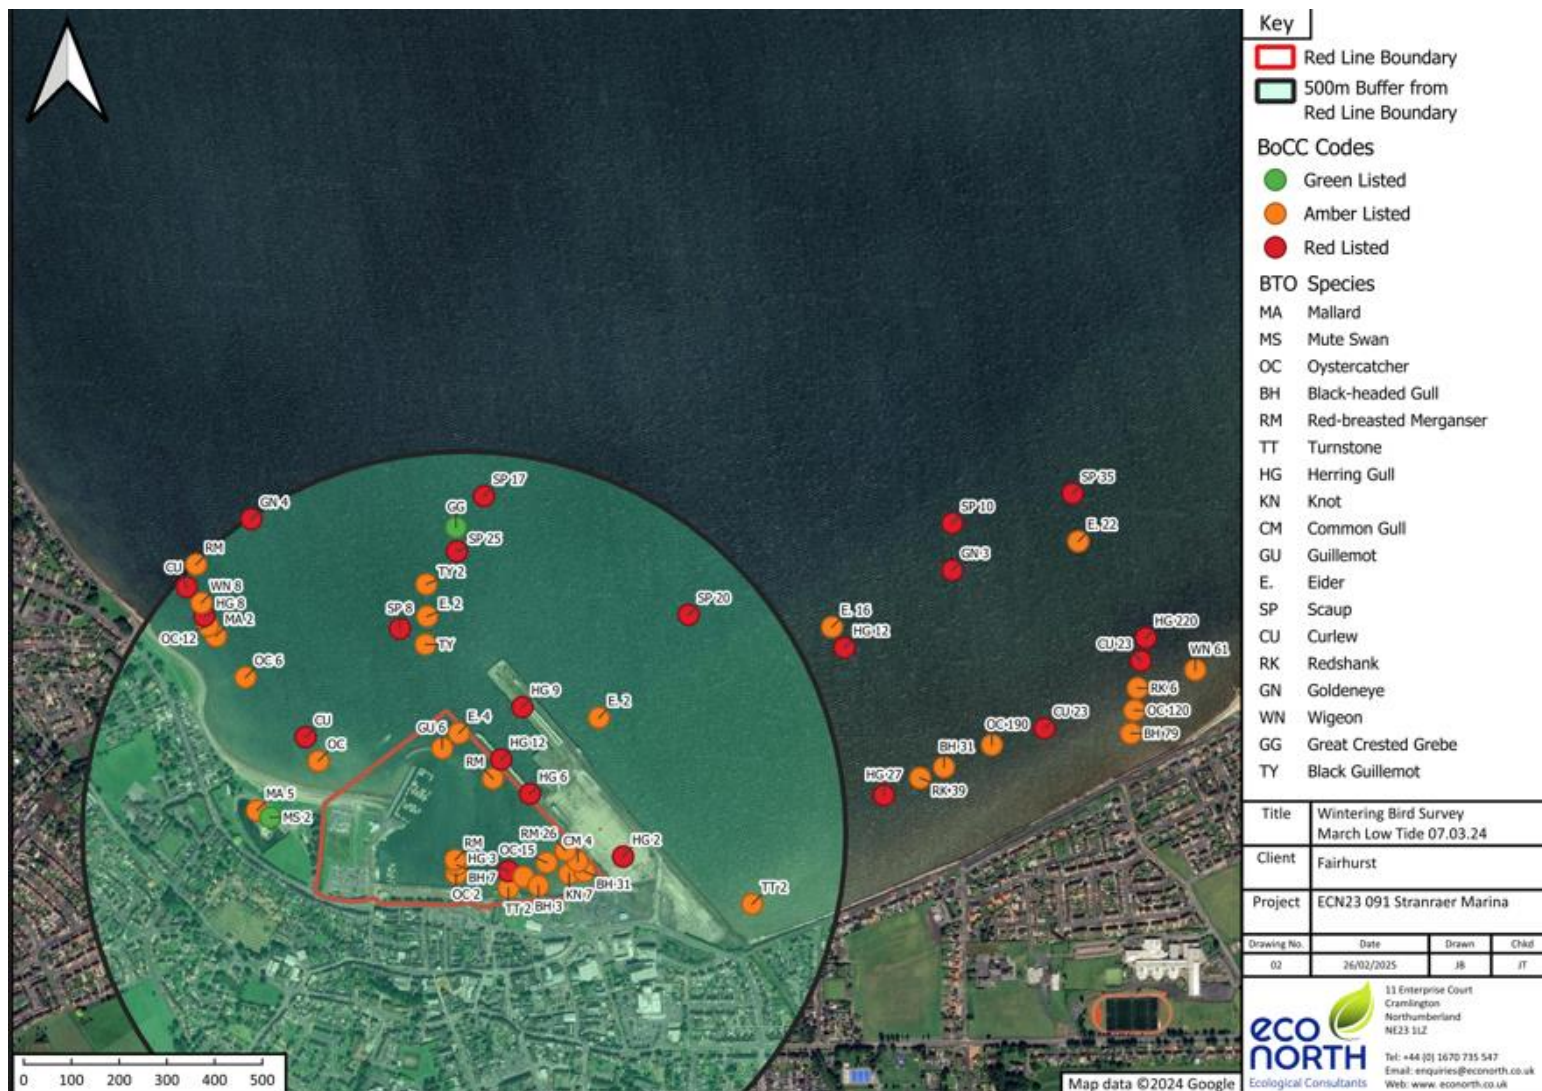 SP 17
GG
GN 4
SP 25
RM
CU
TY 2
WN 8
HG 8
MA 2
OC 12
SP 8
E. 2
TY
OC 6
SP 20
SP 35
SP 10
E. 22
GN 3
E. 16
HG 12
HG 220
CU 23
WN 61
RK 6
OC 120
BH 79
OC 190
CU 23
BH 31
HG 27
RK 39
HG 9
E. 2
CU
OC
GU 6
E. 4
HG 12
RM
HG 6
MA 5
MS 2
RM
RM 26
CM 4
OC 15
HG 3
HG 2
BH 7
OC 2
TT 2
BH 3
KN 7
BH 31
TT 2
0 100 200 300 400 500
Map data ©2024 Google
Key
Red Line Boundary
500m Buffer from
Red Line Boundary
BoCC Codes
Green Listed
Amber Listed
Red Listed
BTO Species
MA Mallard
MS Mute Swan
OC Oystercatcher
BH Black-headed Gull
RM Red-breasted Merganser
TT Turnstone
HG Herring Gull
KN Knot
CM Common Gull
GU Guillemot
E. Eider
SP Scaup
CU Curlew
RK Redshank
GN Goldeneye
WN Wigeon
GG Great Crested Grebe
TY Black Guillemot
Title Wintering Bird Survey
March Low Tide 07.03.24
Client Fairhurst
Project ECN23 091 Stranraer Marina
Drawing No. Date Drawn Chkd
02 26/02/2025 JB JT
eco
NORTH
Ecological Consultants
11 Enterprise Court
Cramlington
Northumberland
NE23 1LZ
Tel: +44 (0) 1670 735 547
Email: enquiries@econorth.co.uk
Web: www.econorth.co.uk